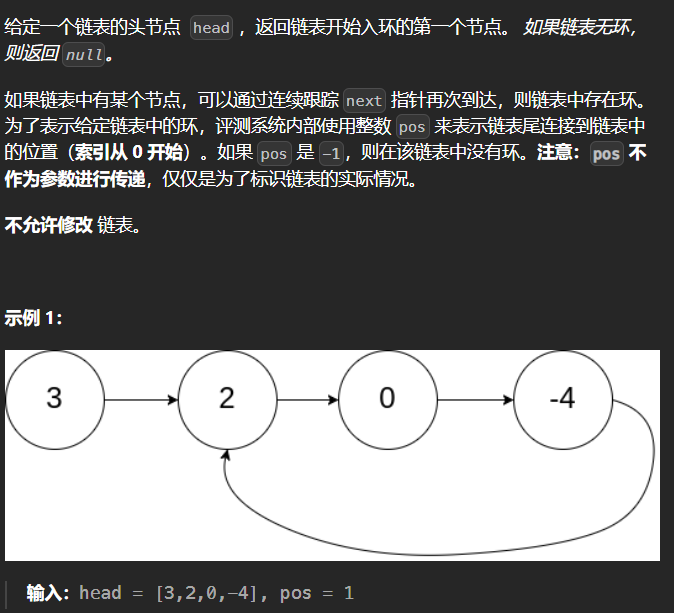 给定一个链表的头节点 head ，返回链表开始入环的第一个节点。 如果链表无环，
则返回 null。
如果链表中有某个节点，可以通过连续跟踪 next 指针再次到达，则链表中存在环。
为了表示给定链表中的环，评测系统内部使用整数 pos 来表示链表尾连接到链表中
的位置（索引从 0 开始）。如果 pos 是 -1，则在该链表中没有环。注意：pos 不
作为参数进行传递，仅仅是为了标识链表的实际情况。
不允许修改 链表。
示例 1：
3 2 0 -4
输入：head = [3,2,0,-4], pos = 1